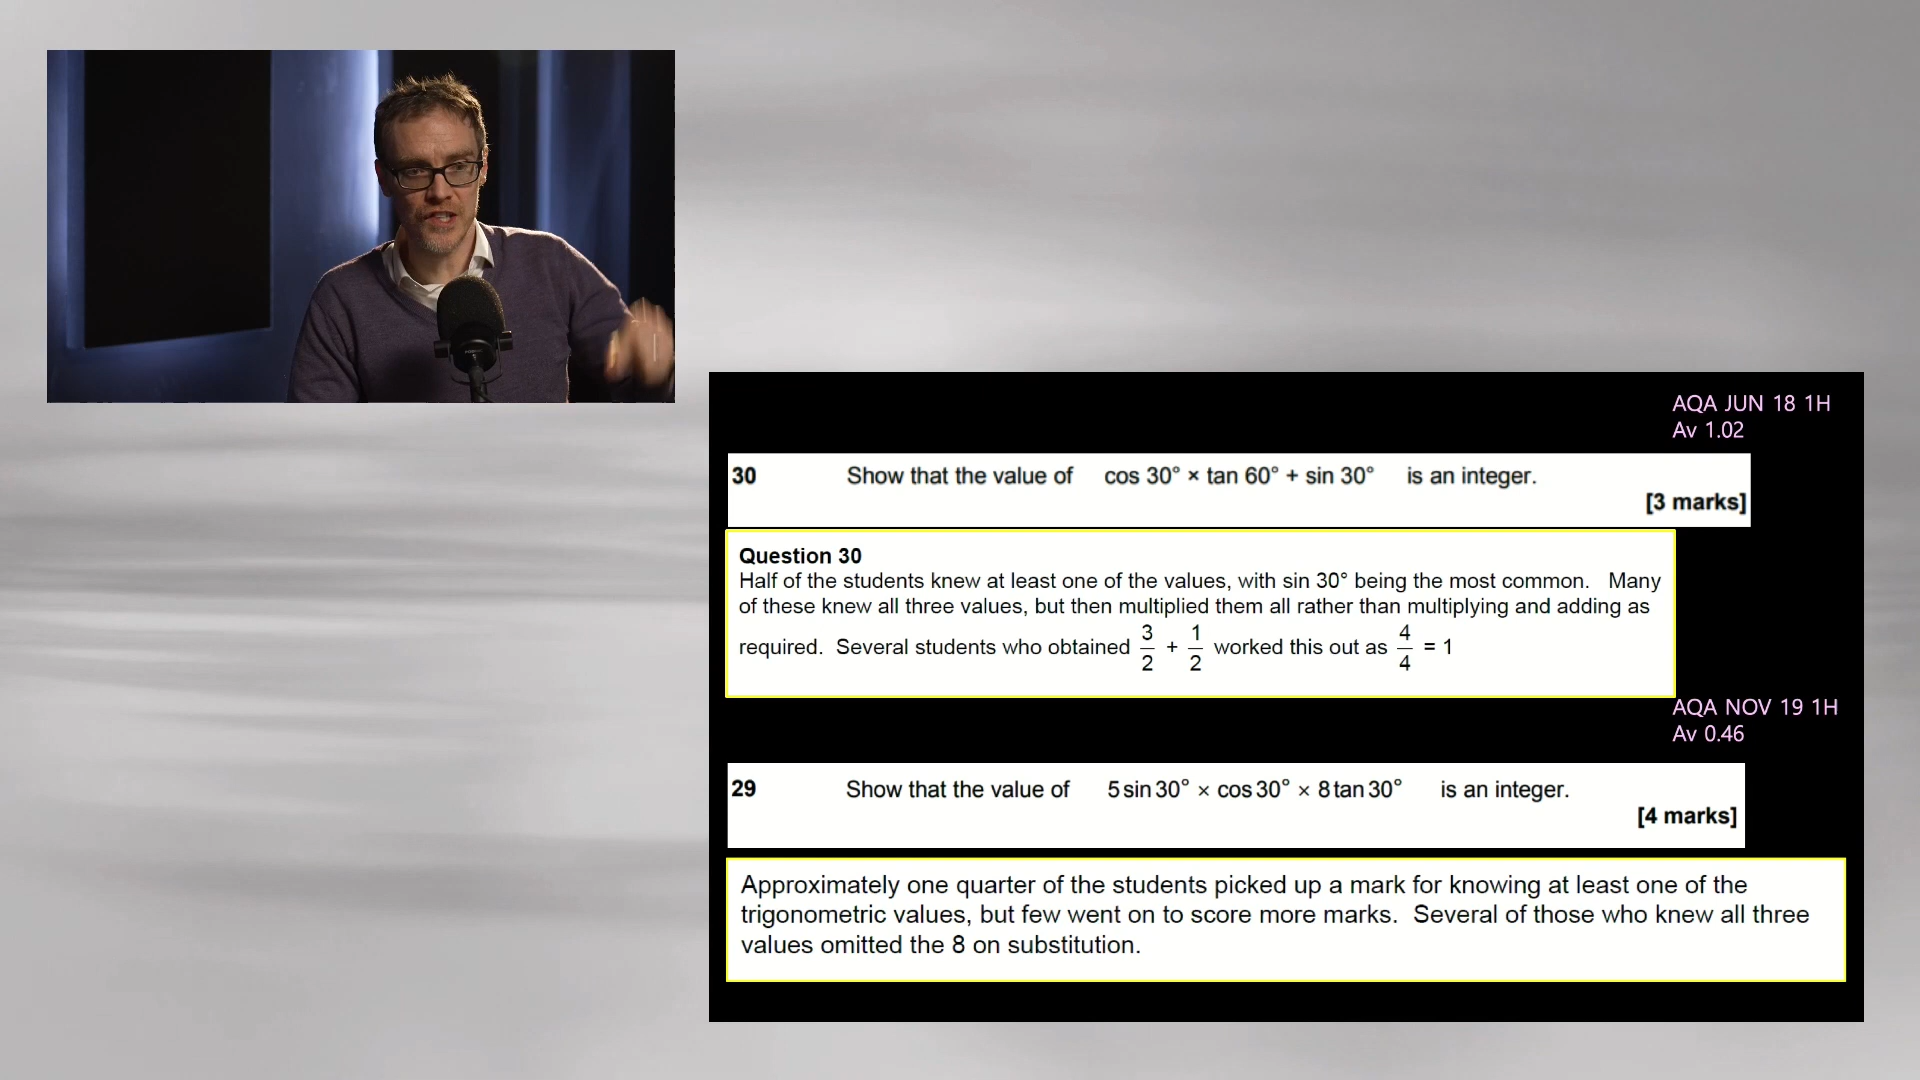 AQA JUN 18 1H
Av 1.02
30 Show that the value of cos 30° × tan 60° + sin 30° is an integer.
[3 marks]
Question 30
Half of the students knew at least one of the values, with sin 30° being the most common. Many
of these knew all three values, but then multiplied them all rather than multiplying and adding as
required. Several students who obtained 3/2 + 1/2 worked this out as 4/4 = 1
AQA NOV 19 1H
Av 0.46
29 Show that the value of 5 sin 30° × cos 30° × 8 tan 30° is an integer.
[4 marks]
Approximately one quarter of the students picked up a mark for knowing at least one of the
trigonometric values, but few went on to score more marks. Several of those who knew all three
values omitted the 8 on substitution.